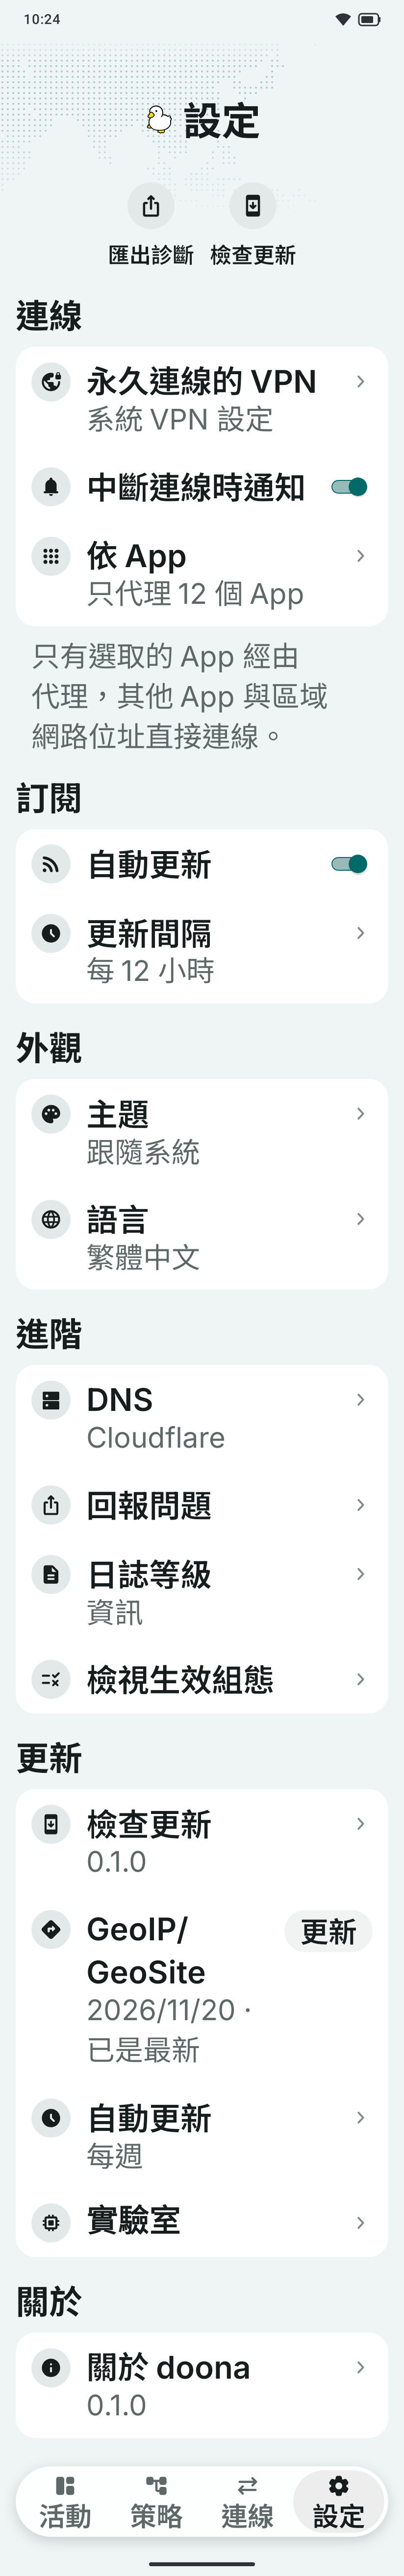 10:24
設定
匯出診斷 檢查更新
連線
永久連線的 VPN
系統 VPN 設定
中斷連線時通知
依 App
只代理 12 個 App
只有選取的 App 經由
代理，其他 App 與區域
網路位址直接連線。
訂閱
自動更新
更新間隔
每 12 小時
外觀
主題
跟隨系統
語言
繁體中文
進階
DNS
Cloudflare
回報問題
日誌等級
資訊
檢視生效組態
更新
檢查更新
0.1.0
GeoIP/
GeoSite
更新
2026/11/20 ·
已是最新
自動更新
每週
實驗室
關於
關於 doona
0.1.0
活動 策略 連線 設定